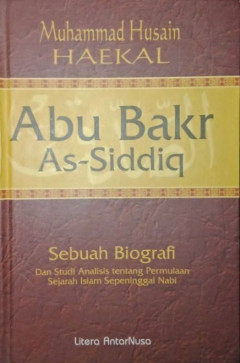 Muhammad Husain
HAEKAL
Abu Bakr
As-Siddiq
Sebuah Biografi
Dan Studi Analisis tentang Permulaan
Sejarah Islam Sepeninggal Nabi
Litera AntarNusa